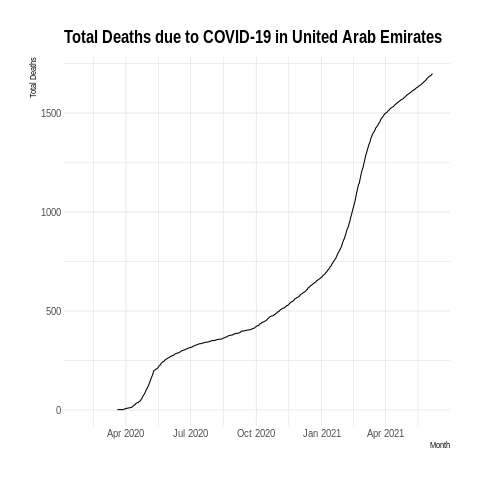 Total Deaths due to COVID-19 in United Arab Emirates
Total Deaths
1500
1000
500
0
Apr 2020 Jul 2020 Oct 2020 Jan 2021 Apr 2021
Month